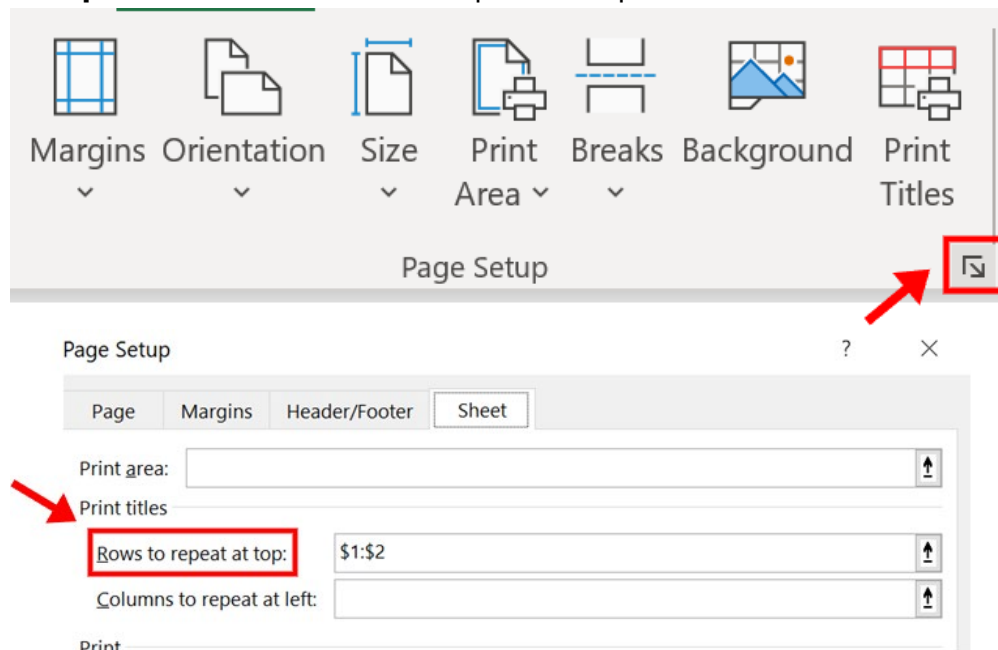 Margins Orientation Size Print Breaks Background Print
Area Titles
Page Setup
Page Setup ?
Page Margins Header/Footer Sheet
Print area:
Print titles
Rows to repeat at top: $1:$2
Columns to repeat at left:
Print